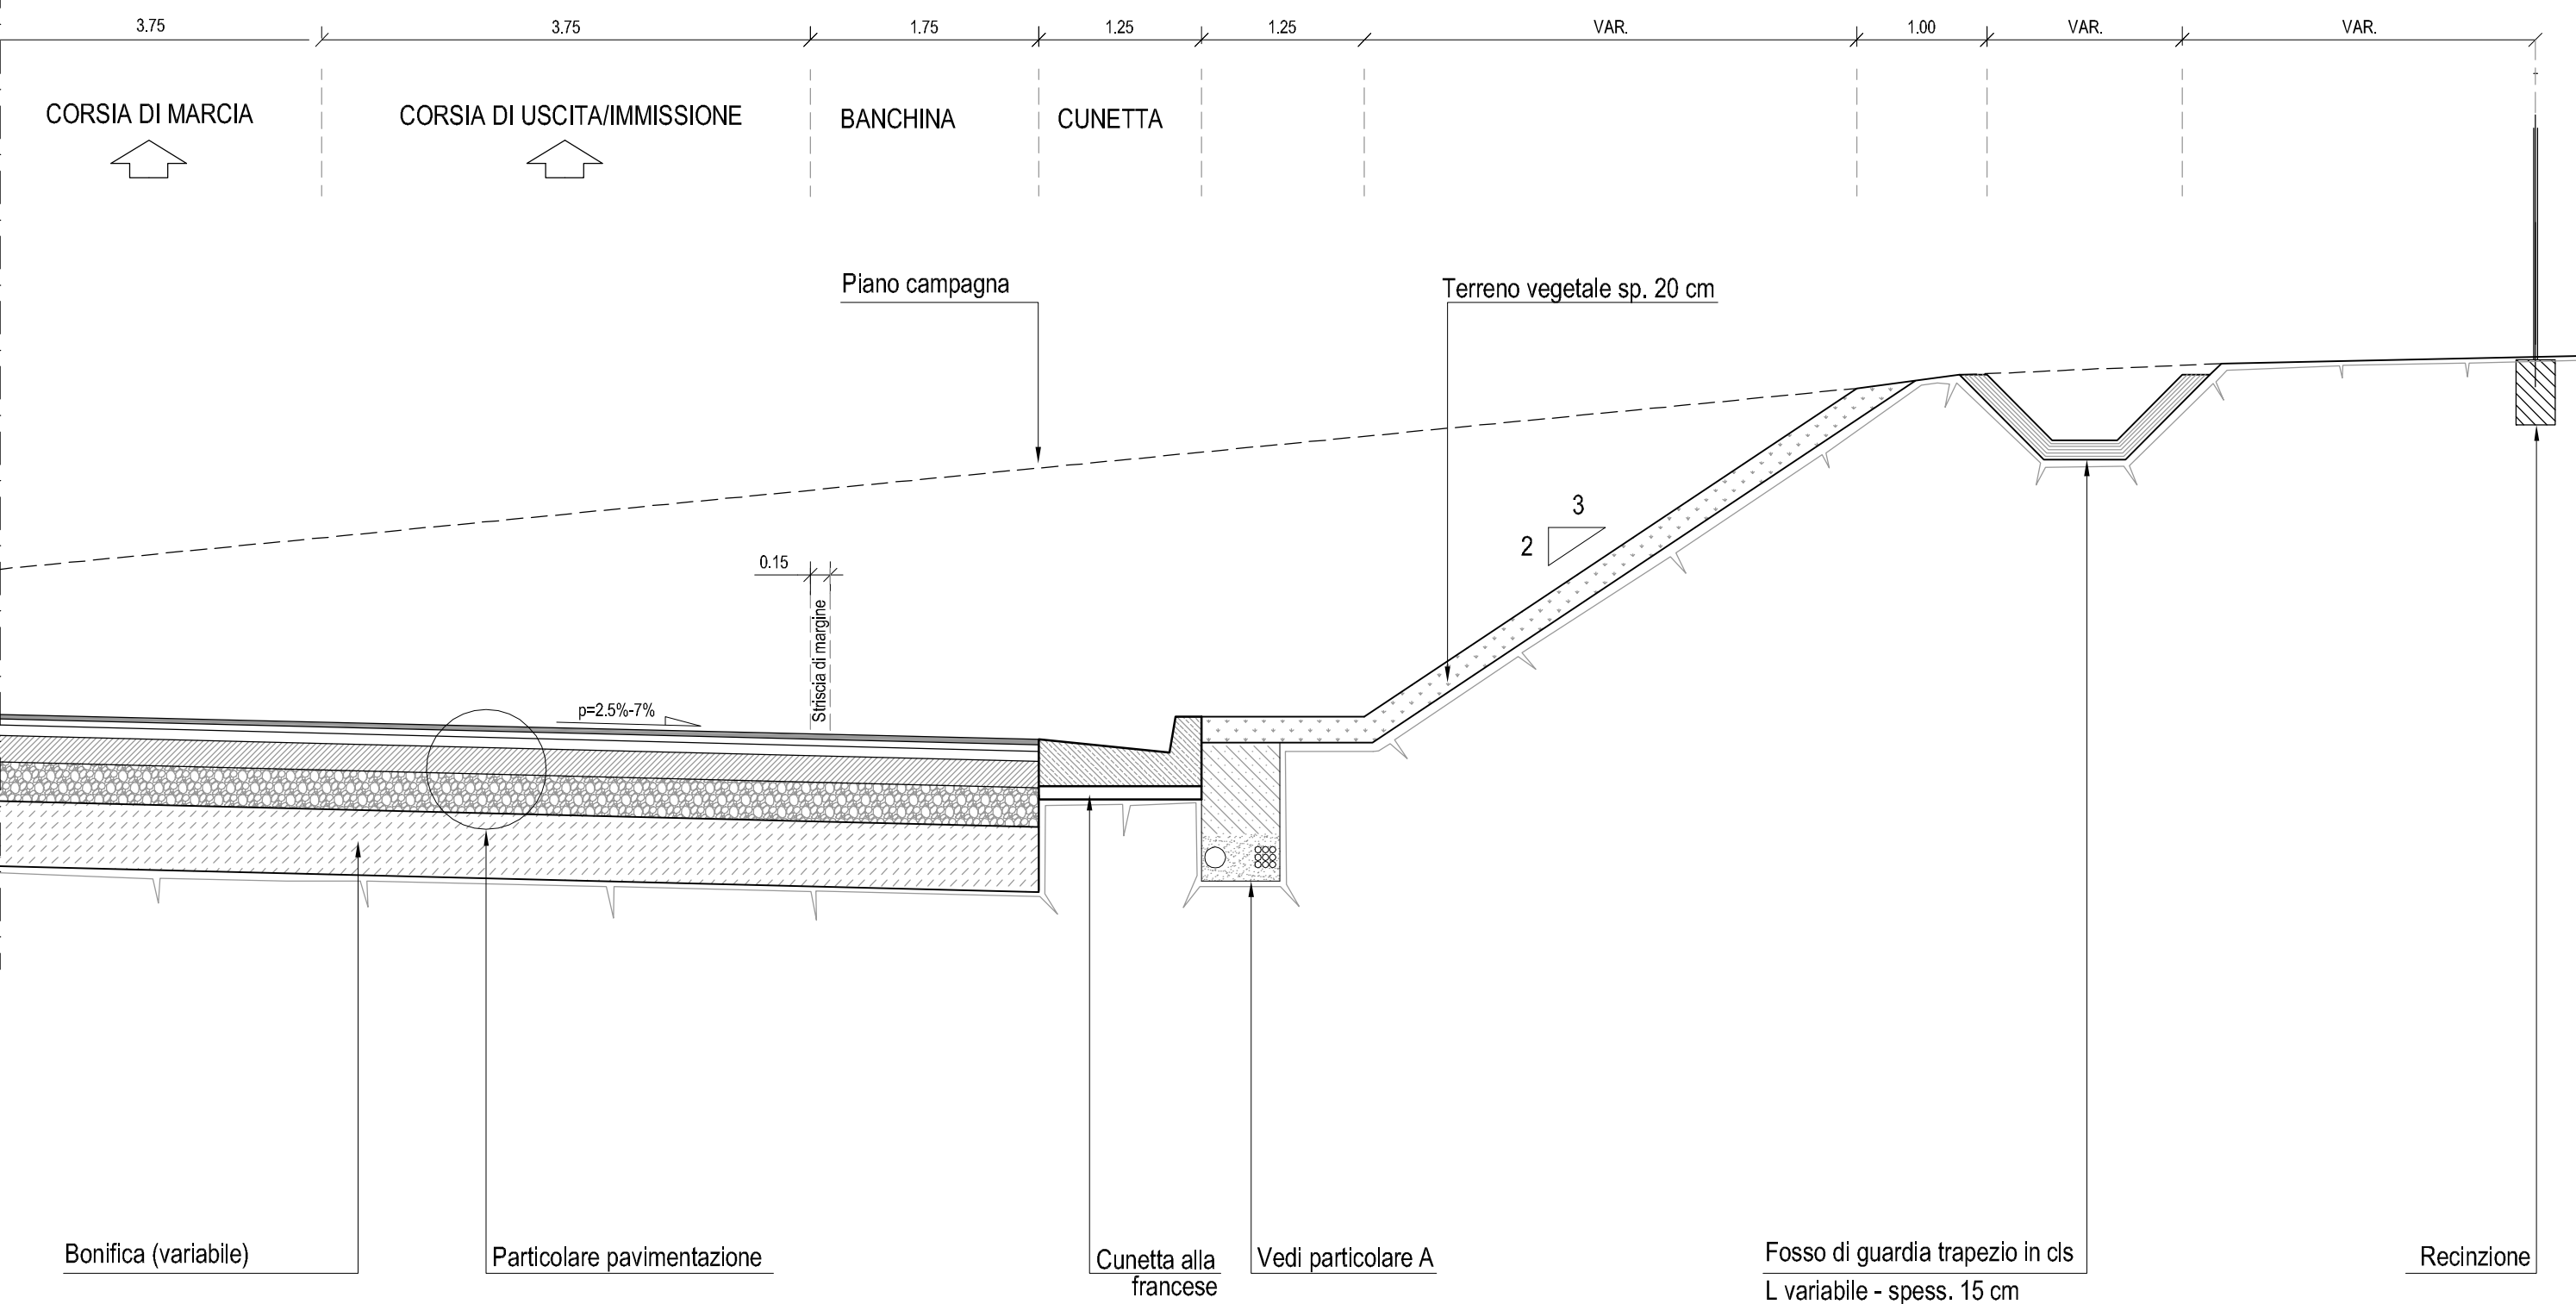 3.75
3.75
1.75
1.25
1.25
VAR.
1.00
VAR.
VAR.
CORSIA DI MARCIA
CORSIA DI USCITA/IMMISSIONE
BANCHINA
CUNETTA
Piano campagna
Terreno vegetale sp. 20 cm
3
2
0.15
Striscia di margine
p=2.5%-7%
Bonifica (variabile)
Particolare pavimentazione
Cunetta alla
francese
Vedi particolare A
Fosso di guardia trapezio in cls
L variabile - spess. 15 cm
Recinzione